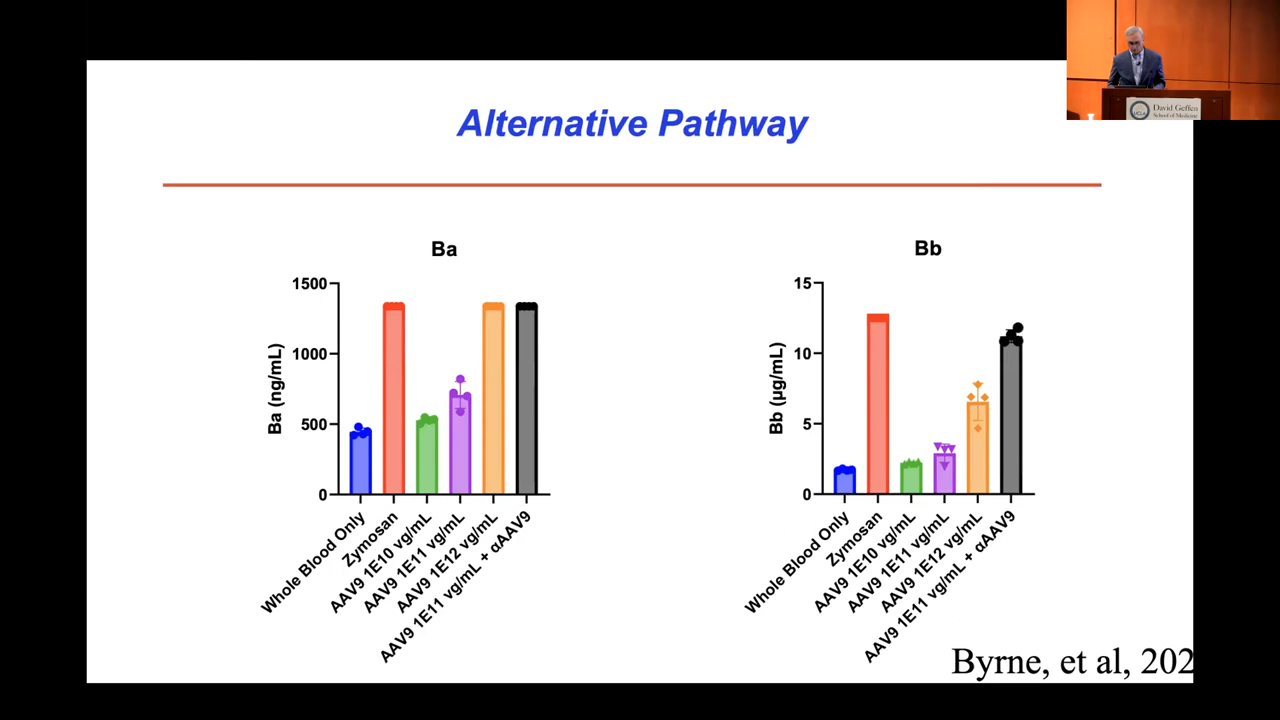 David Geffen
School of Medicine
UCLA
Alternative Pathway
Ba
Ba (ng/mL)
1500
1000
500
0
Whole Blood Only
Zymosan
AAV9 1E10 vg/mL
AAV9 1E11 vg/mL
AAV9 1E12 vg/mL
AAV9 1E11 vg/mL + αAAV9
Bb
Bb (µg/mL)
15
10
5
0
Whole Blood Only
Zymosan
AAV9 1E10 vg/mL
AAV9 1E11 vg/mL
AAV9 1E12 vg/mL
AAV9 1E11 vg/mL + αAAV9
Byrne, et al, 202